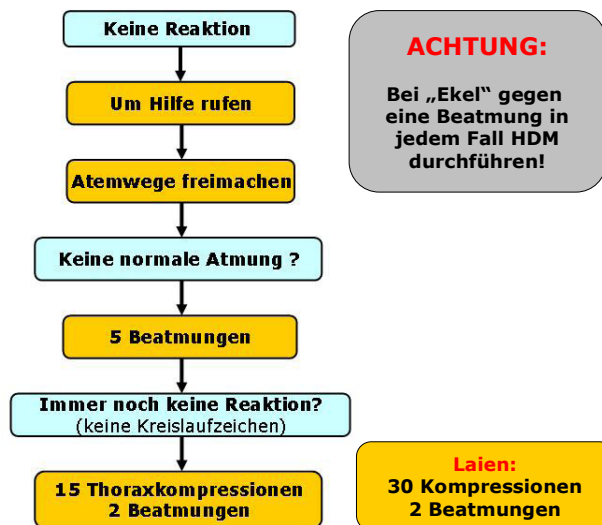 Keine Reaktion
Um Hilfe rufen
Atemwege freimachen
Keine normale Atmung ?
5 Beatmungen
Immer noch keine Reaktion?
(keine Kreislaufzeichen)
15 Thoraxkompressionen
2 Beatmungen
ACHTUNG:
Bei „Ekel“ gegen
eine Beatmung in
jedem Fall HDM
durchführen!
Laien:
30 Kompressionen
2 Beatmungen